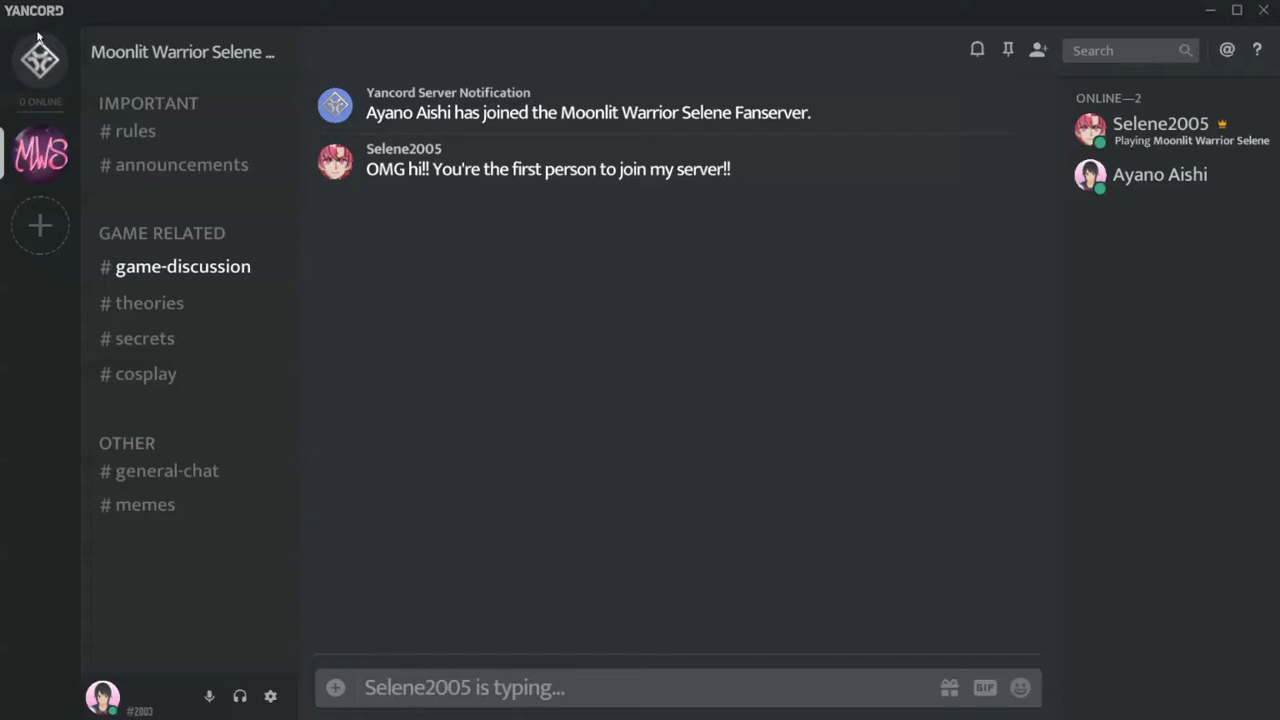 YANCORD
0 ONLINE
MWS
Moonlit Warrior Selene ...
IMPORTANT
# rules
# announcements
GAME RELATED
# game-discussion
# theories
# secrets
# cosplay
OTHER
# general-chat
# memes
#2003
Yancord Server Notification
Ayano Aishi has joined the Moonlit Warrior Selene Fanserver.
Selene2005
OMG hi!! You're the first person to join my server!!
Selene2005 is typing...
GIF
Search
@ ?
ONLINE—2
Selene2005
Playing Moonlit Warrior Selene
Ayano Aishi